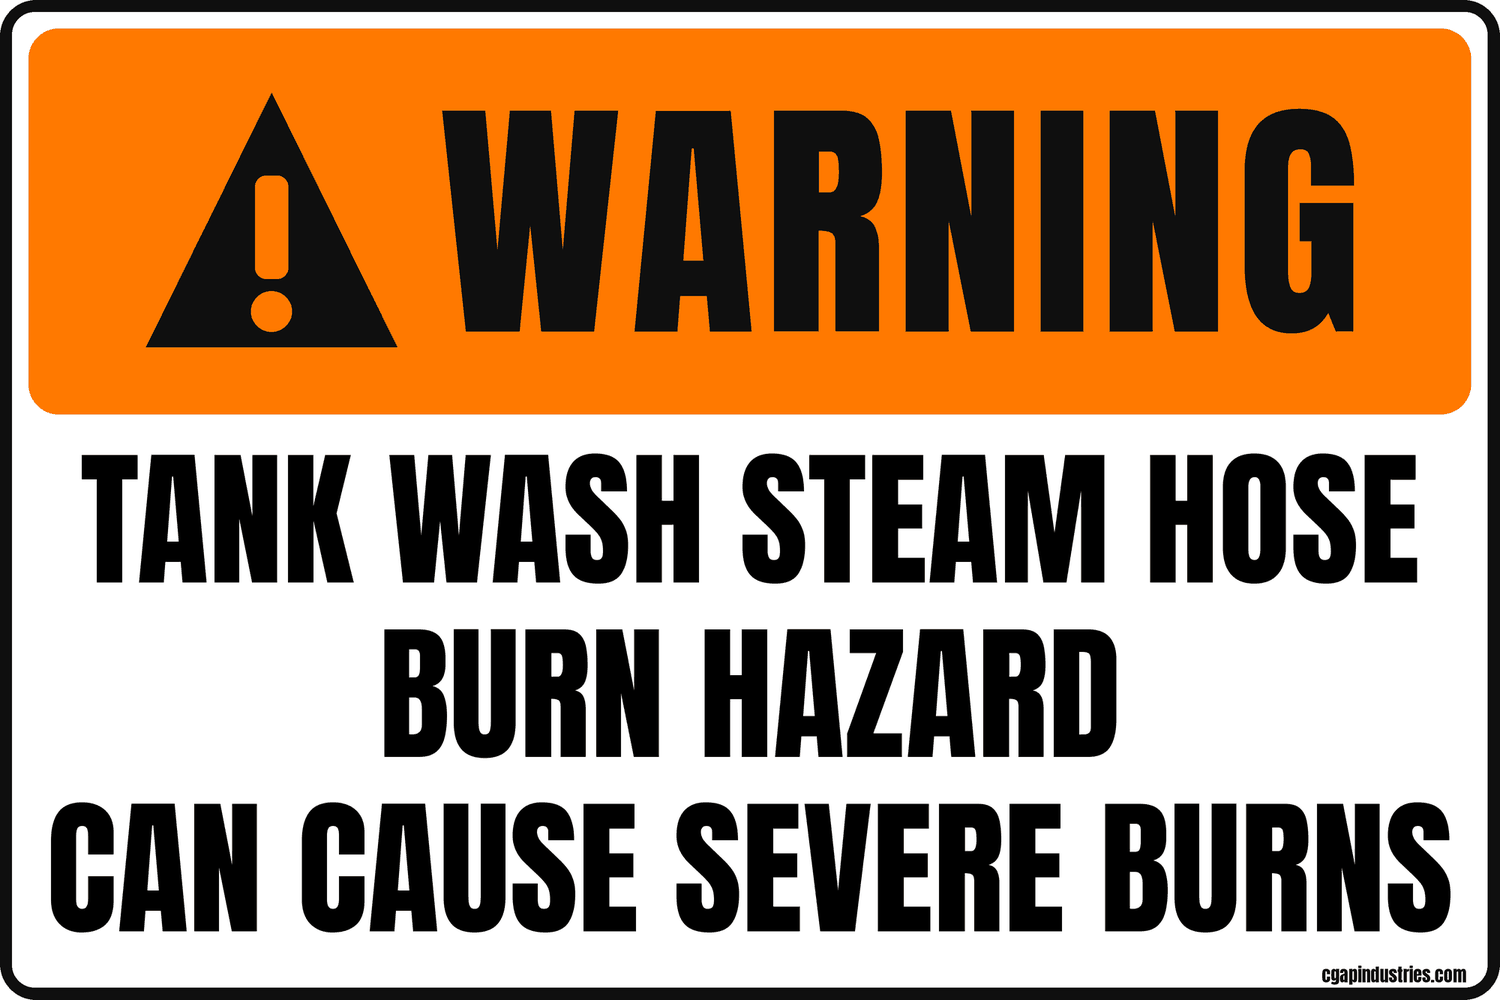 WARNING
TANK WASH STEAM HOSE
BURN HAZARD
CAN CAUSE SEVERE BURNS
cgapindustries.com